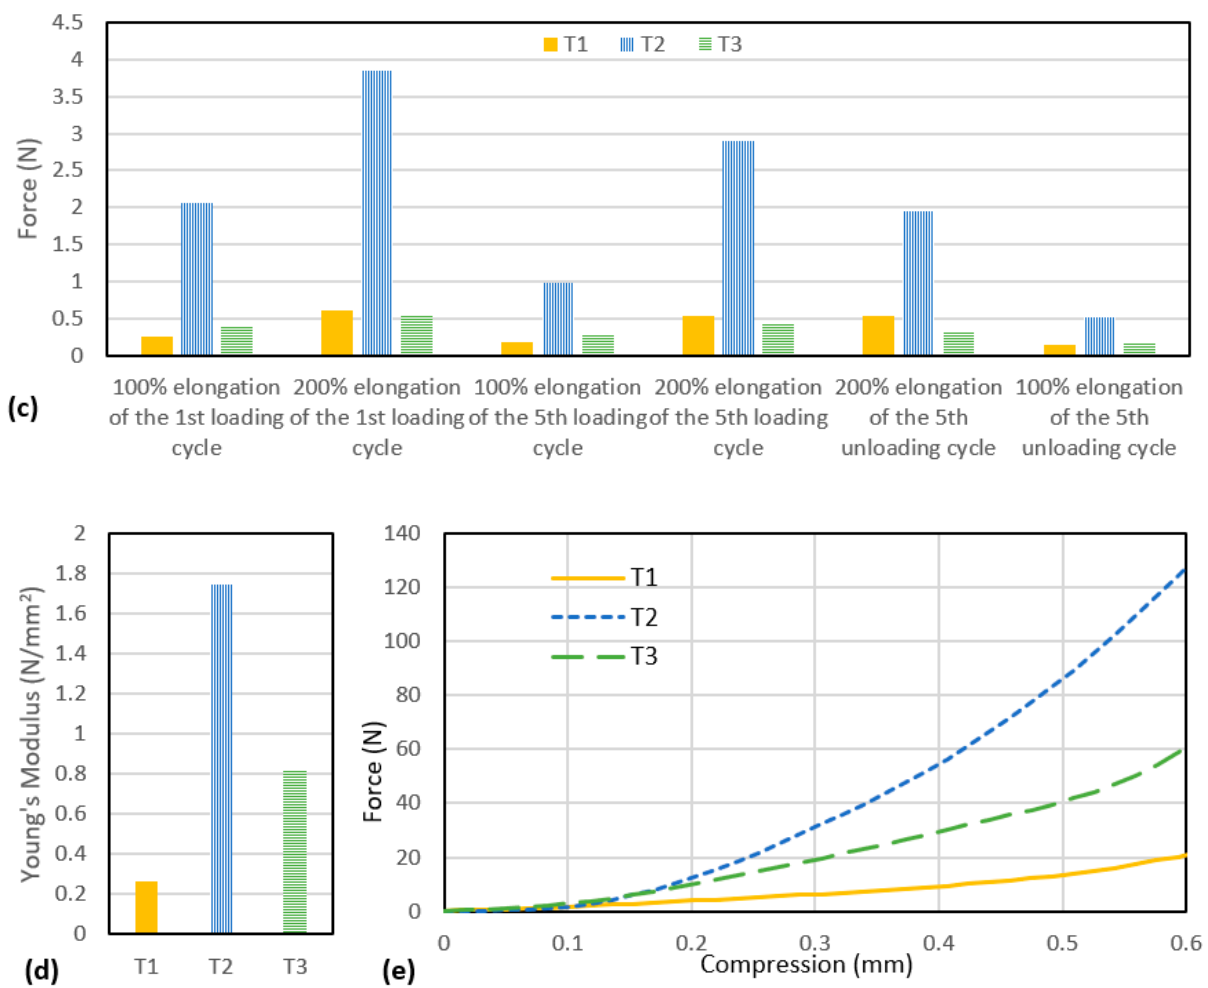 4.5
T1 T2 T3
4
3.5
3
2.5
2
1.5
1
0.5
0
Force (N)
100% elongation of the 1st loading cycle
200% elongation of the 1st loading cycle
100% elongation of the 5th loading cycle
200% elongation of the 5th loading cycle
200% elongation of the 5th unloading cycle
100% elongation of the 5th unloading cycle
(c)
2
1.8
1.6
1.4
1.2
1
0.8
0.6
0.4
0.2
0
Young's Modulus (N/mm²)
T1 T2 T3
(d)
140
120
100
80
60
40
20
0
Force (N)
T1
T2
T3
0 0.1 0.2 0.3 0.4 0.5 0.6
Compression (mm)
(e)